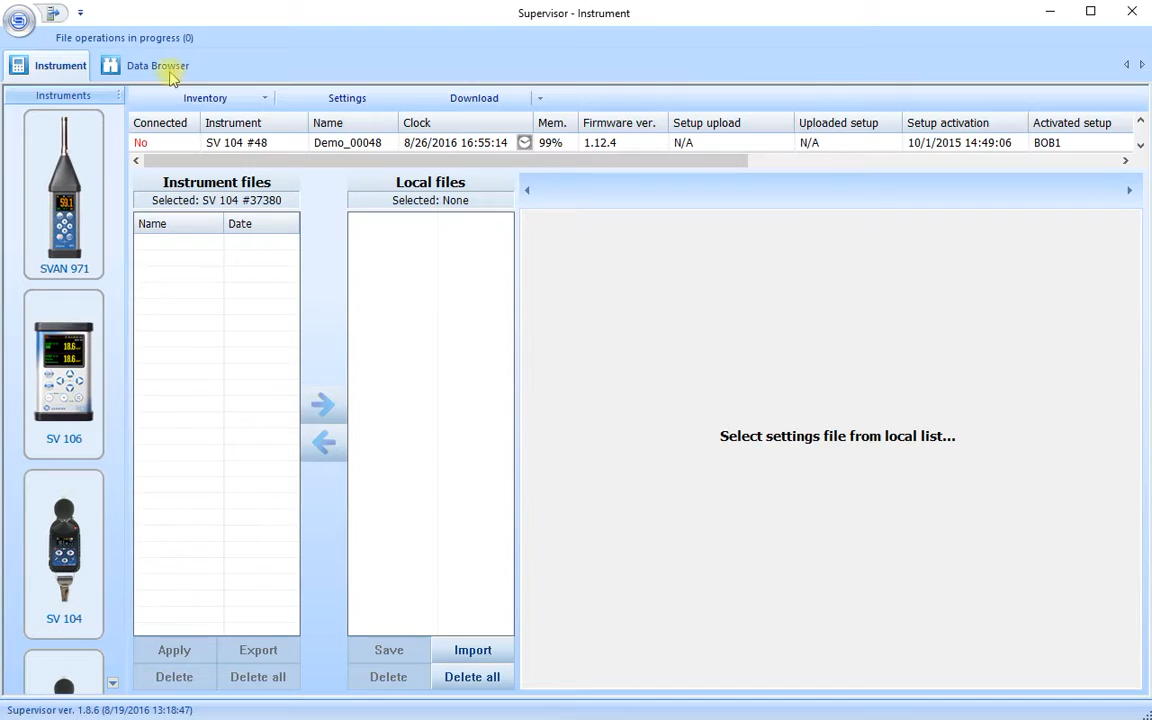 Supervisor - Instrument
File operations in progress (0)
Instrument
Data Browser
Instruments
Inventory
Settings
Download
Connected
Instrument
Name
Clock
Mem.
Firmware ver.
Setup upload
Uploaded setup
Setup activation
Activated setup
No
SV 104 #48
Demo_00048
8/26/2016 16:55:14
99%
1.12.4
N/A
N/A
10/1/2015 14:49:06
BOB1
Instrument files
Local files
Selected: SV 104 #37380
Selected: None
Name
Date
SVAN 971
SV 106
SV 104
Select settings file from local list...
Apply
Export
Save
Import
Delete
Delete all
Delete
Delete all
Supervisor ver. 1.8.6 (8/19/2016 13:18:47)